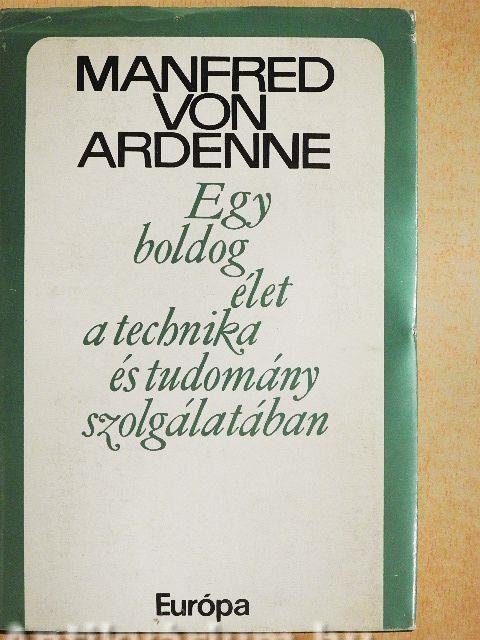 MANFRED
VON
ARDENNE
Egy
boldog
élet
a technika
és tudomány
szolgálatában
Európa